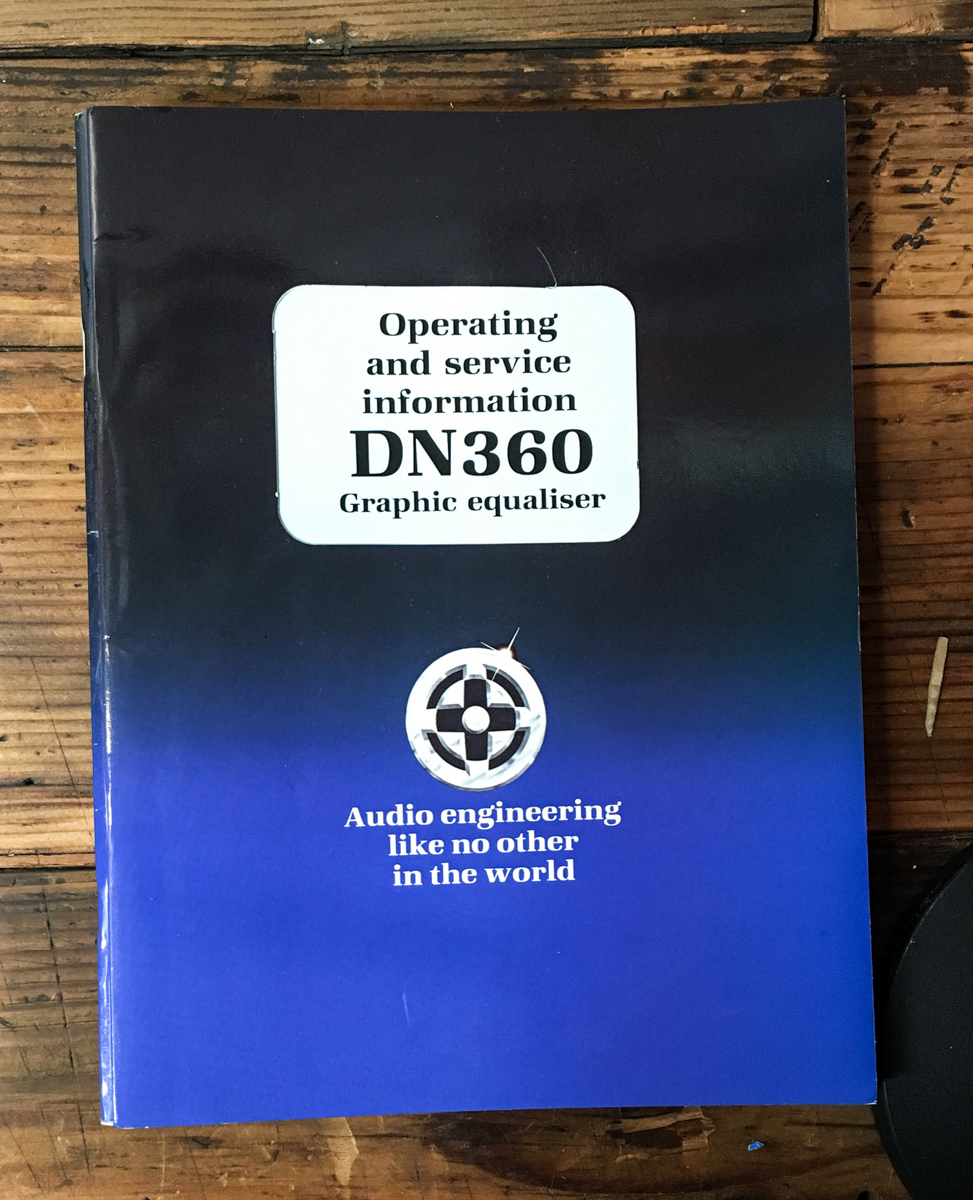 Operating
and service
information
DN360
Graphic equaliser
Audio engineering
like no other
in the world